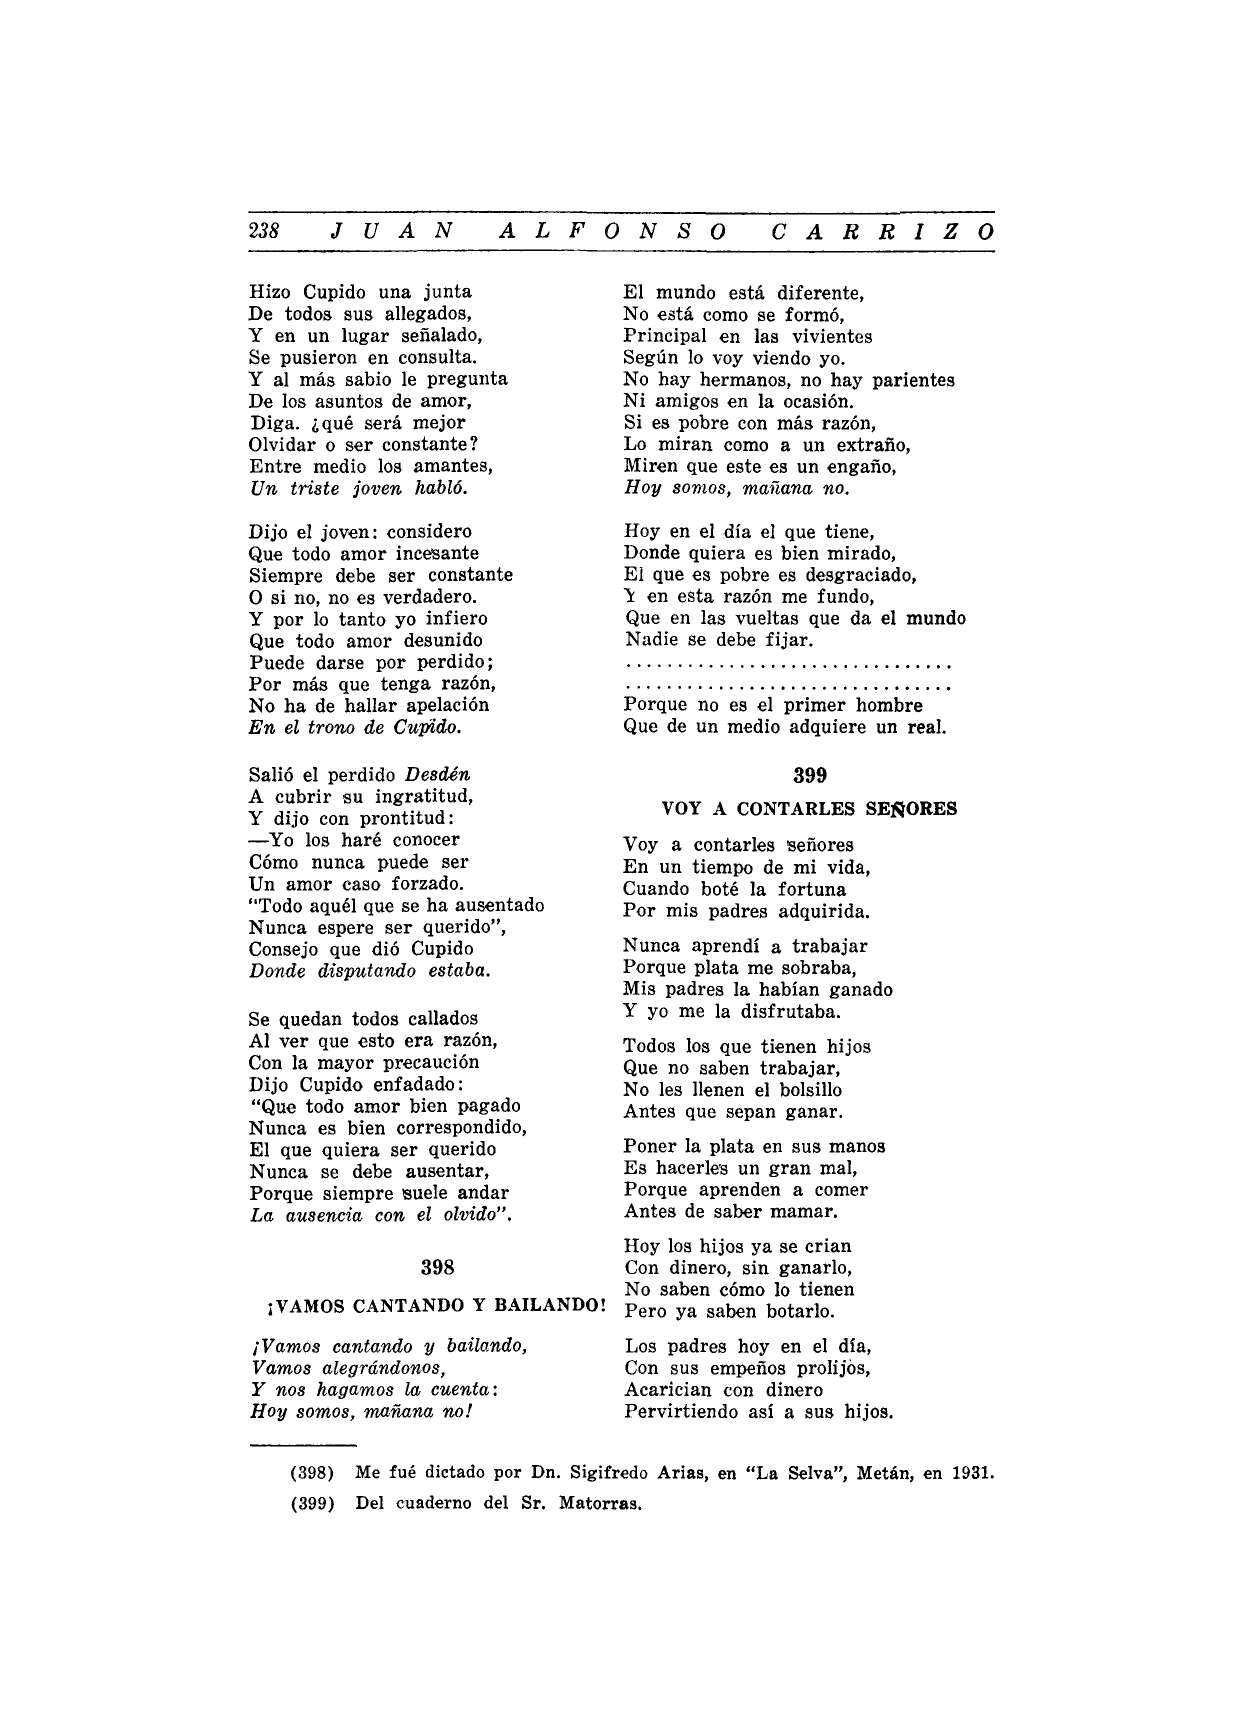 238 JUAN ALFONSO CARRIZO
Hizo Cupido una junta
De todos sus allegados,
Y en un lugar señalado,
Se pusieron en consulta.
Y al más sabio le pregunta
De los asuntos de amor,
Diga. ¿qué será mejor
Olvidar o ser constante?
Entre medio los amantes,
Un triste joven habló.
Dijo el joven: considero
Que todo amor incesante
Siempre debe ser constante
O si no, no es verdadero.
Y por lo tanto yo infiero
Que todo amor desunido
Puede darse por perdido;
Por más que tenga razón,
No ha de hallar apelación
En el trono de Cupido.
Salió el perdido Desdén
A cubrir su ingratitud,
Y dijo con prontitud:
—Yo los haré conocer
Cómo nunca puede ser
Un amor caso forzado.
"Todo aquél que se ha ausentado
Nunca espere ser querido",
Consejo que dió Cupido
Donde disputando estaba.
Se quedan todos callados
Al ver que esto era razón,
Con la mayor precaución
Dijo Cupido enfadado:
"Que todo amor bien pagado
Nunca es bien correspondido,
El que quiera ser querido
Nunca se debe ausentar,
Porque siempre suele andar
La ausencia con el olvido".
398
¡VAMOS CANTANDO Y BAILANDO!
¡Vamos cantando y bailando,
Vamos alegrándonos,
Y nos hagamos la cuenta:
Hoy somos, mañana no!
El mundo está diferente,
No está como se formó,
Principal en las vivientes
Según lo voy viendo yo.
No hay hermanos, no hay parientes
Ni amigos en la ocasión.
Si es pobre con más razón,
Lo miran como a un extraño,
Miren que este es un engaño,
Hoy somos, mañana no.
Hoy en el día el que tiene,
Donde quiera es bien mirado,
El que es pobre es desgraciado,
Y en esta razón me fundo,
Que en las vueltas que da el mundo
Nadie se debe fijar.
................................
................................
Porque no es el primer hombre
Que de un medio adquiere un real.
399
VOY A CONTARLES SEÑORES
Voy a contarles señores
En un tiempo de mi vida,
Cuando boté la fortuna
Por mis padres adquirida.
Nunca aprendí a trabajar
Porque plata me sobraba,
Mis padres la habían ganado
Y yo me la disfrutaba.
Todos los que tienen hijos
Que no saben trabajar,
No les llenen el bolsillo
Antes que sepan ganar.
Poner la plata en sus manos
Es hacerles un gran mal,
Porque aprenden a comer
Antes de saber mamar.
Hoy los hijos ya se crian
Con dinero, sin ganarlo,
No saben cómo lo tienen
Pero ya saben botarlo.
Los padres hoy en el día,
Con sus empeños prolijos,
Acarician con dinero
Pervirtiendo así a sus hijos.
(398) Me fué dictado por Dn. Sigifredo Arias, en "La Selva", Metán, en 1931.
(399) Del cuaderno del Sr. Matorras.